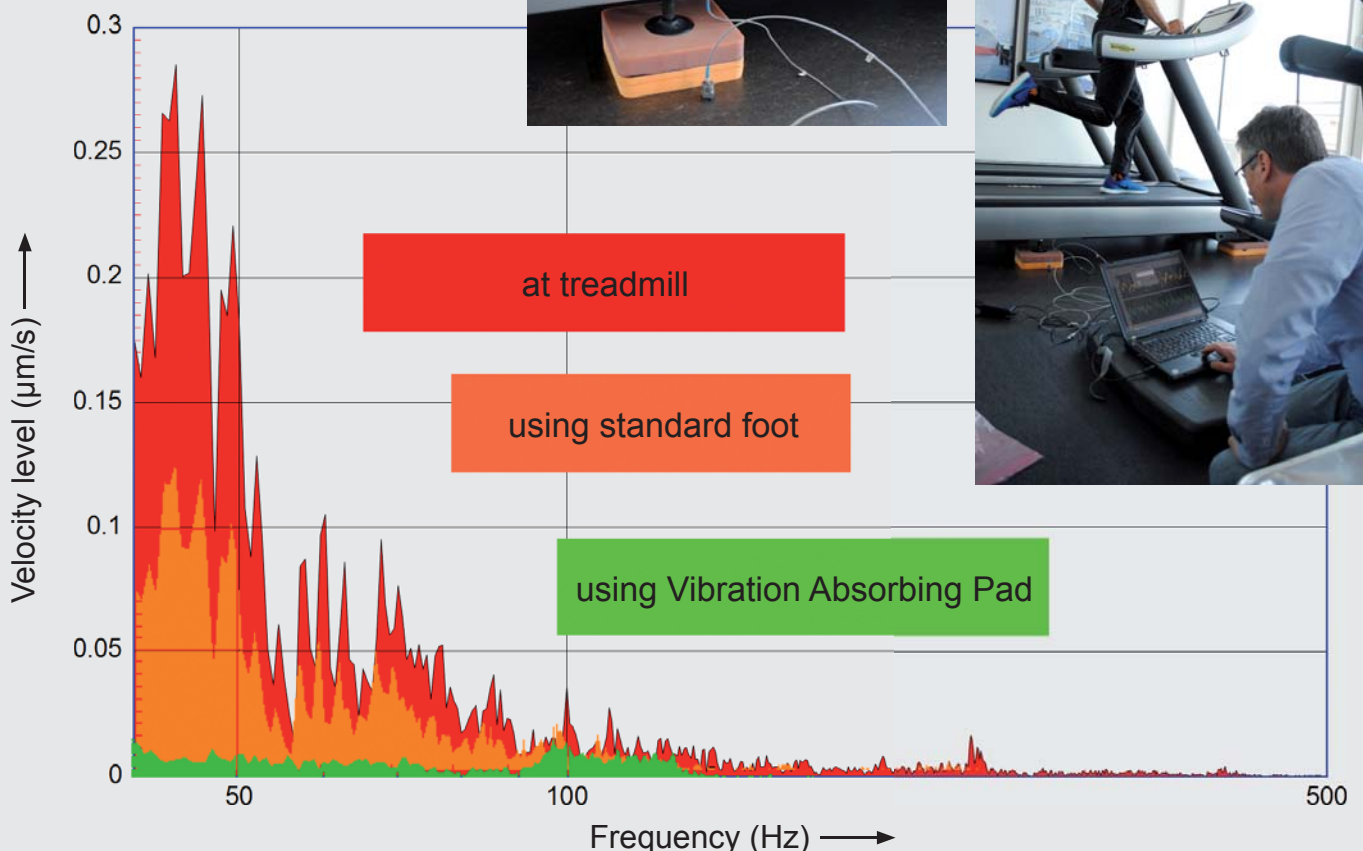 0.3
0.25
0.2
0.15
0.1
0.05
0
Velocity level (µm/s)
at treadmill
using standard foot
using Vibration Absorbing Pad
50
100
500
Frequency (Hz)